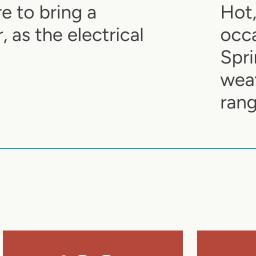 re to bring a
r, as the electrical
Hot,
occa
Sprin
weat
rang